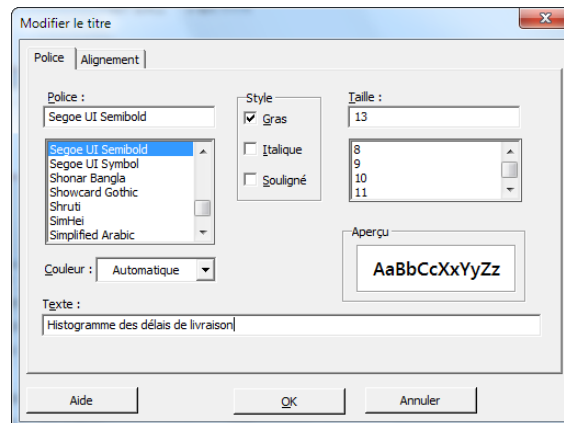 Modifier le titre
Police
Alignement
Police :
Segoe UI Semibold
Segoe UI Semibold
Segoe UI Symbol
Shonar Bangla
Showcard Gothic
Shruti
SimHei
Simplified Arabic
Style
Gras
Italique
Souligné
Taille :
13
8
9
10
11
Couleur :
Automatique
Aperçu
AaBbCcXxYyZz
Texte :
Histogramme des délais de livraison
Aide
OK
Annuler